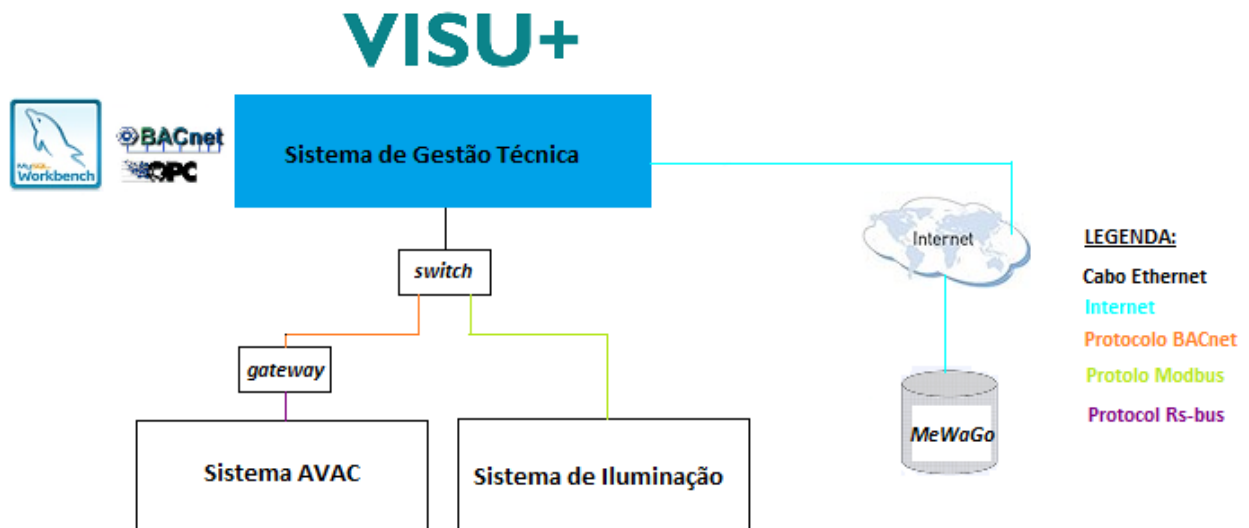 VISU+
MySQL
Workbench
BACnet
OPC
Sistema de Gestão Técnica
Internet
switch
gateway
Sistema AVAC
Sistema de Iluminação
MeWaGo
LEGENDA:
Cabo Ethernet
Internet
Protocolo BACnet
Protolo Modbus
Protocol Rs-bus